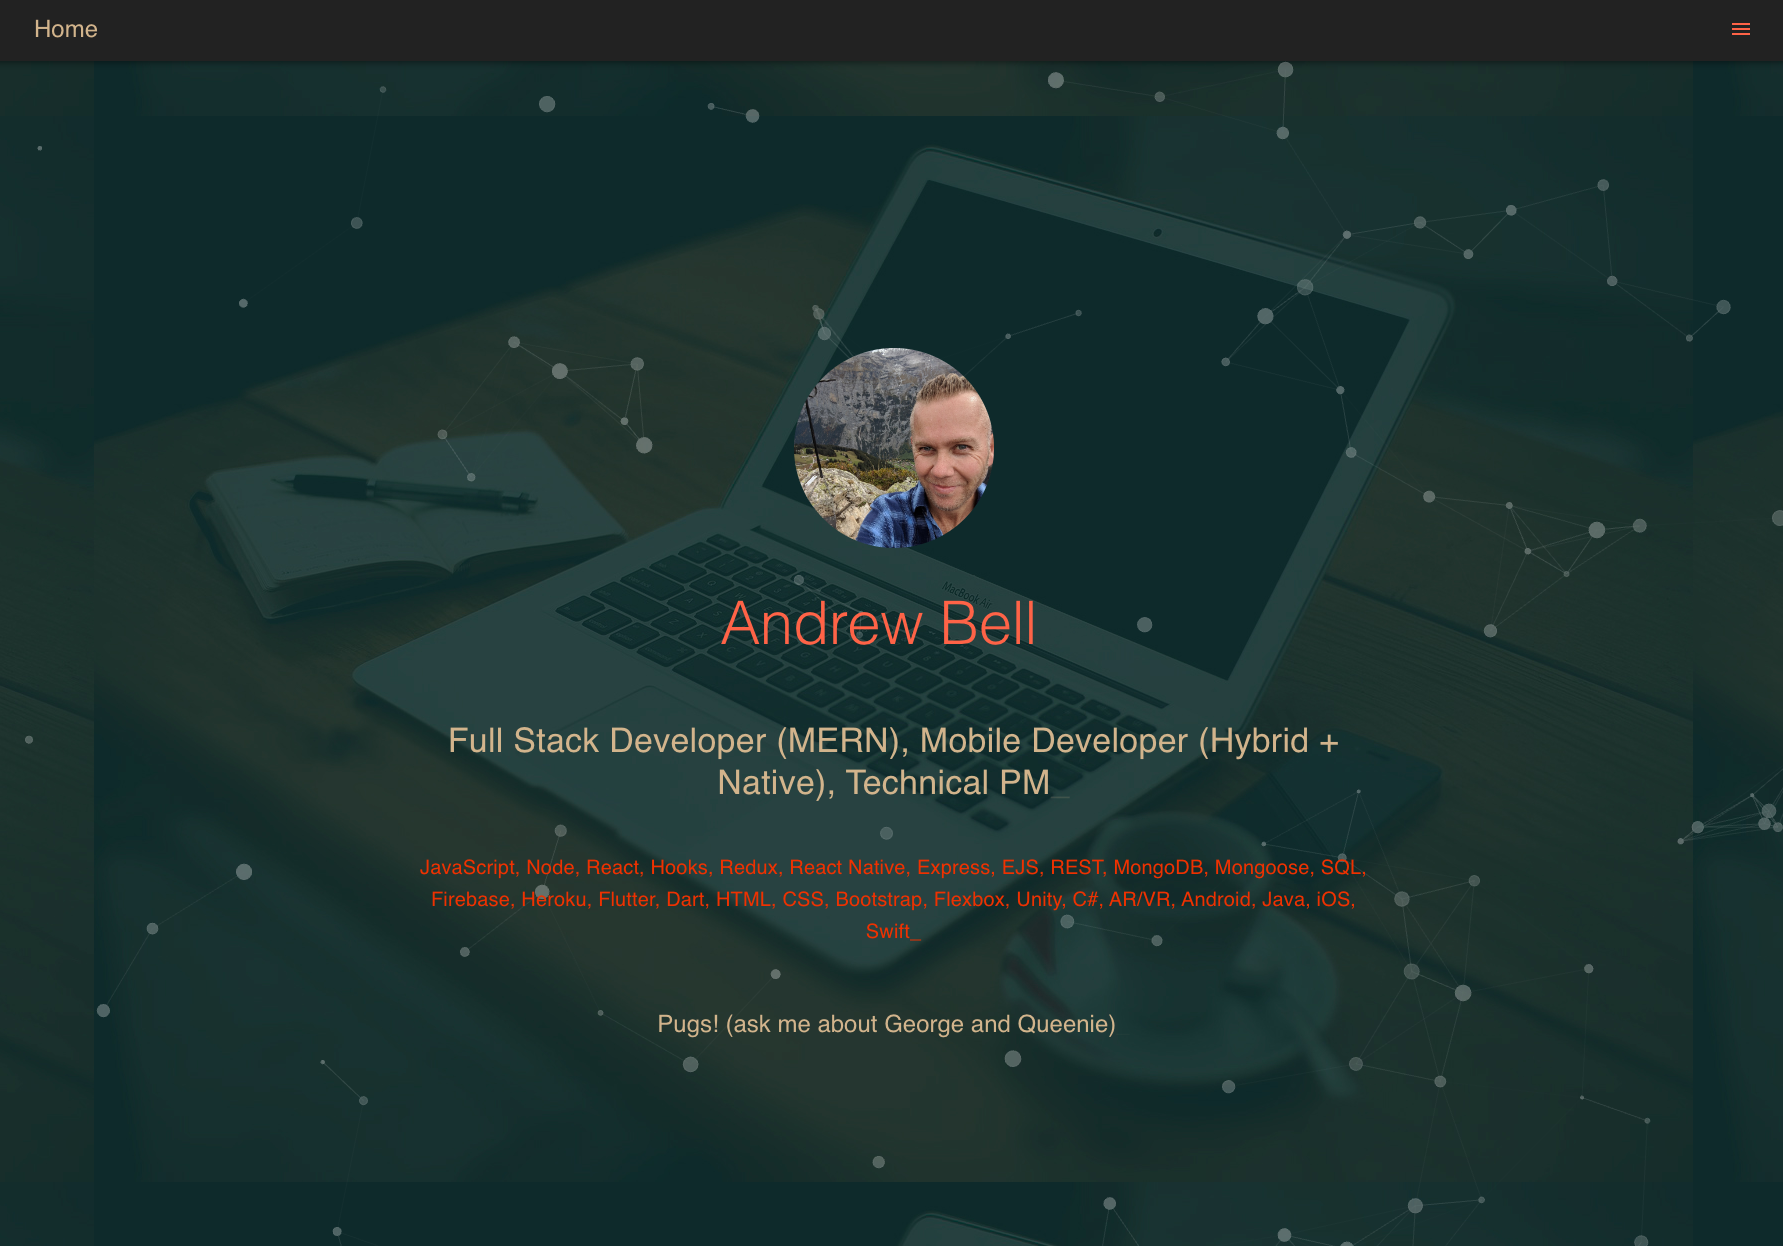 Home
MacBook Air
Andrew Bell
Full Stack Developer (MERN), Mobile Developer (Hybrid +
Native), Technical PM_
JavaScript, Node, React, Hooks, Redux, React Native, Express, EJS, REST, MongoDB, Mongoose, SQL,
Firebase, Heroku, Flutter, Dart, HTML, CSS, Bootstrap, Flexbox, Unity, C#, AR/VR, Android, Java, iOS,
Swift_
Pugs! (ask me about George and Queenie)